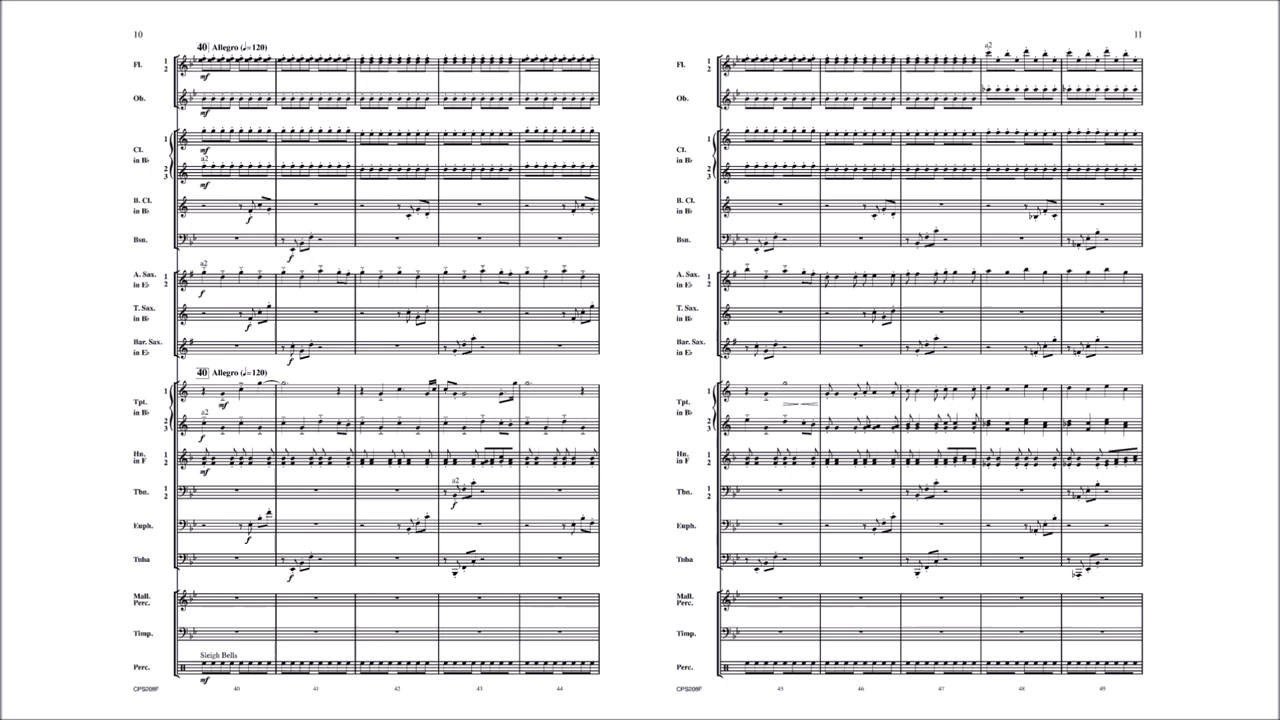 10
40 Allegro (♩=120)
Fl. 1 2
mf
Ob.
mf
Cl. in B♭ 1
mf
a2
2 3
mf
B. Cl. in B♭
f
Bsn.
f
a2
A. Sax. in E♭ 1 2
f
T. Sax. in B♭
f
Bar. Sax. in E♭
f
40 Allegro (♩=120)
Tpt. in B♭ 1
mf
a2
2 3
f
Hn. in F 1 2
mf
a2
Tbn. 1 2
f
Euph.
f
Tuba
f
Mall. Perc.
Timp.
Sleigh Bells
Perc.
mf
CPS208F 40 41 42 43 44
11
a2
Fl. 1 2
Ob.
Cl. in B♭ 1
2 3
B. Cl. in B♭
Bsn.
A. Sax. in E♭ 1 2
T. Sax. in B♭
Bar. Sax. in E♭
Tpt. in B♭ 1
2 3
Hn. in F 1 2
Tbn. 1 2
Euph.
Tuba
Mall. Perc.
Timp.
Perc.
CPS208F 45 46 47 48 49